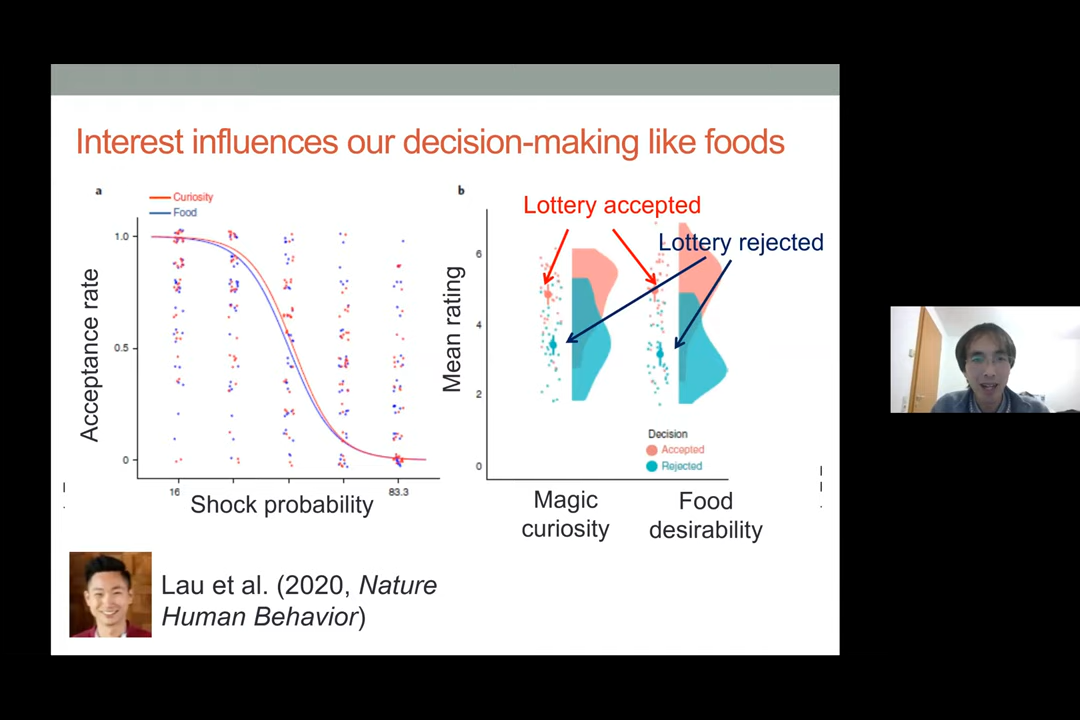 Interest influences our decision-making like foods
a
Curiosity
Food
1.0
0.5
0
Acceptance rate
16
83.3
Shock probability
b
Lottery accepted
Lottery rejected
6
4
2
0
Mean rating
Decision
Accepted
Rejected
Magic
curiosity
Food
desirability
Lau et al. (2020, Nature
Human Behavior)